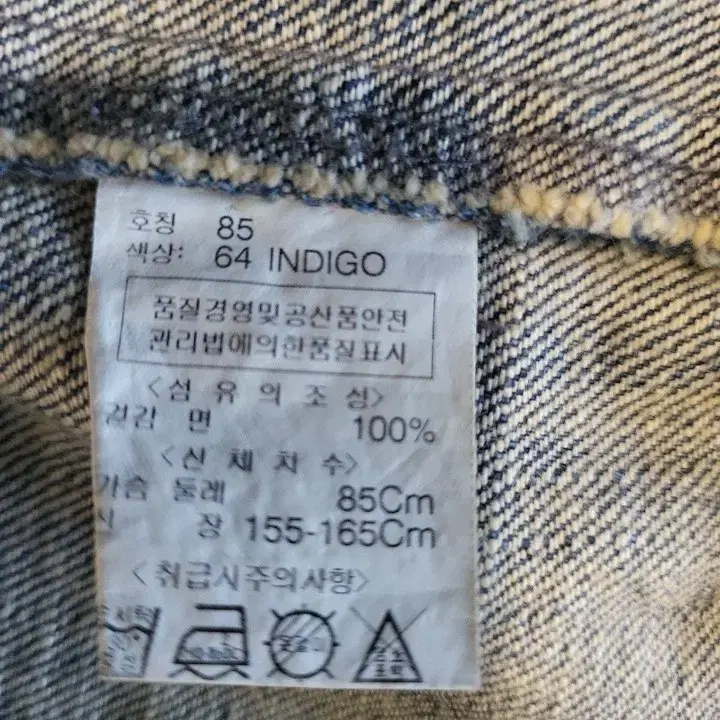 호칭 85
색상: 64 INDIGO
품질경영및공산품안전
관리법에의한품질표시
<섬유의조성>
겉감 면 100%
<신체치수>
가슴 둘레 85Cm
신 장 155-165Cm
<취급시주의사항>